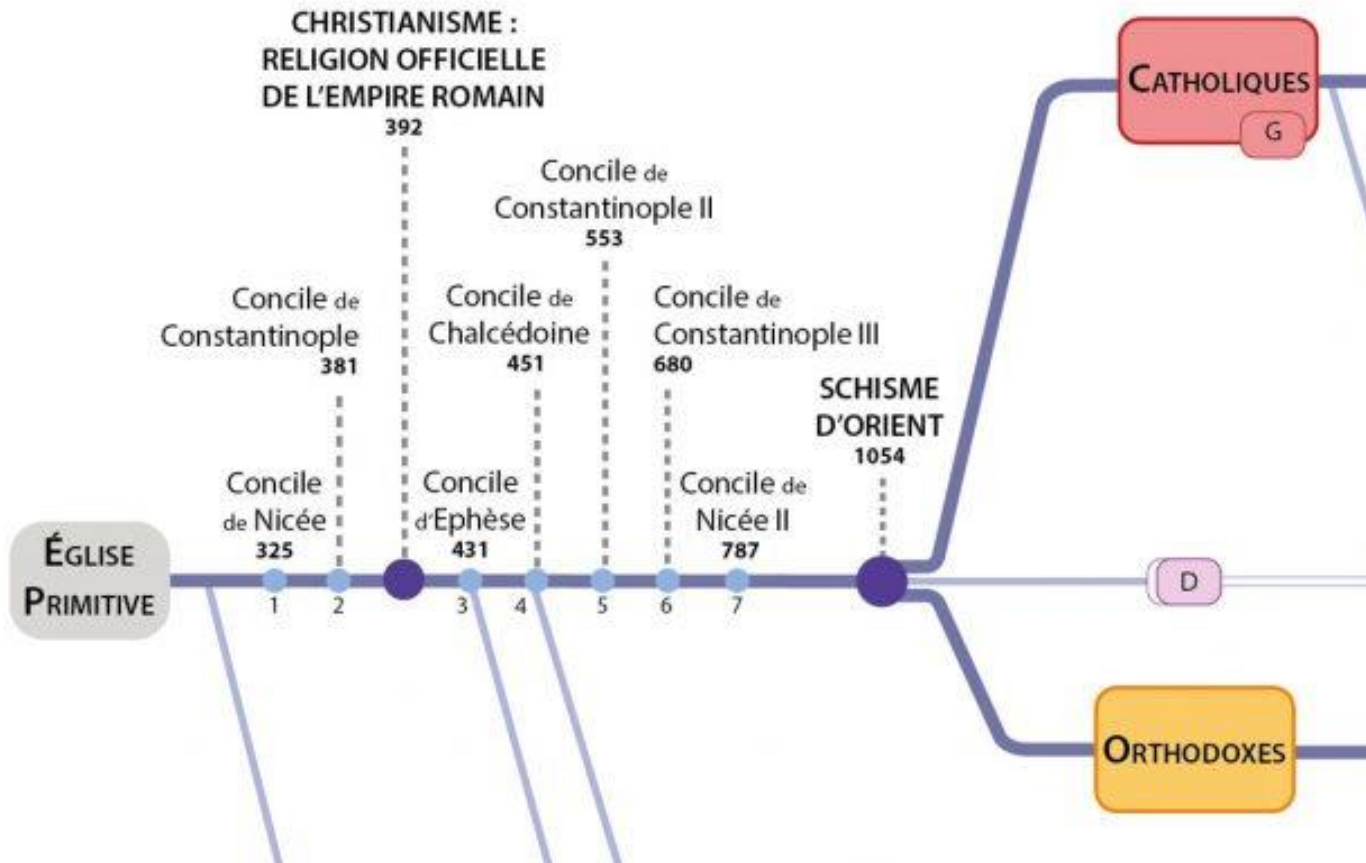 CHRISTIANISME :
RELIGION OFFICIELLE
DE L'EMPIRE ROMAIN
392
CATHOLIQUES
G
Concile de
Constantinople II
553
Concile de
Constantinople
381
Concile de
Chalcédoine
451
Concile de
Constantinople III
680
SCHISME
D'ORIENT
1054
Concile
de Nicée
325
Concile
d'Ephèse
431
Concile de
Nicée II
787
ÉGLISE
PRIMITIVE
1
2
3
4
5
6
7
D
ORTHODOXES